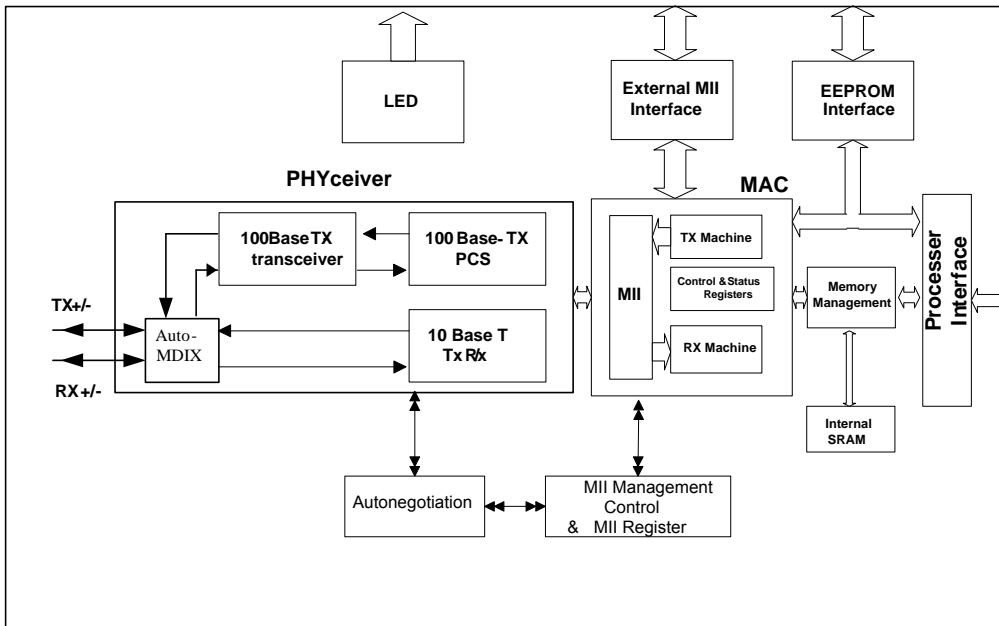 LED
External MII
Interface
EEPROM
Interface
PHYceiver
MAC
100Base TX
transceiver
100 Base-TX
PCS
TX+/-
RX+/-
Auto-
MDIX
10 Base T
Tx R/x
MII
TX Machine
Control & Status
Registers
RX Machine
Memory
Management
Processer
Interface
Internal
SRAM
Autonegotiation
MII Management
Control
& MII Register